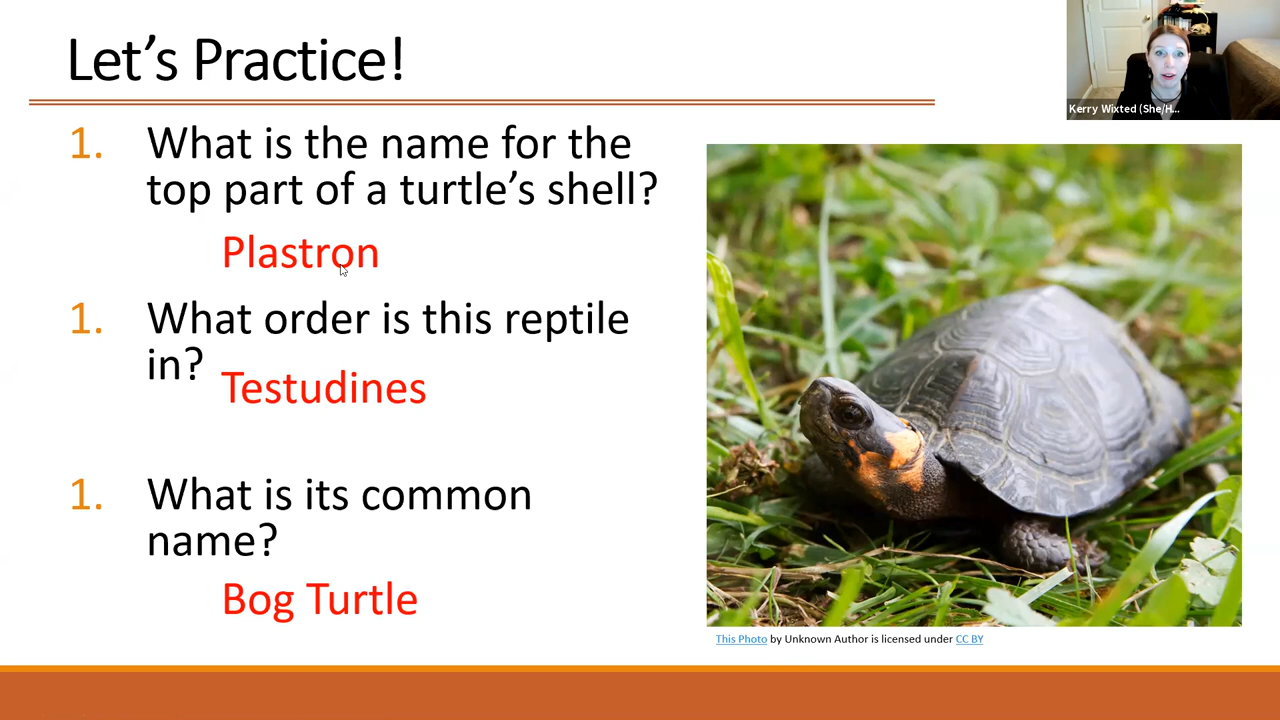 Let’s Practice!
Kerry Wixted (She/H...
1. What is the name for the
top part of a turtle’s shell?
Plastron
1. What order is this reptile
in?
Testudines
1. What is its common
name?
Bog Turtle
This Photo by Unknown Author is licensed under CC BY